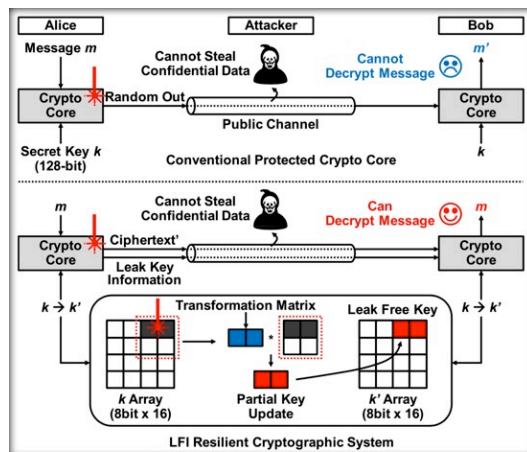 Alice
Attacker
Bob
Message m
Cannot Steal
Confidential Data
Cannot
Decrypt Message
m'
Crypto
Core
Random Out
Public Channel
Crypto
Core
Secret Key k
(128-bit)
Conventional Protected Crypto Core
k
m
Cannot Steal
Confidential Data
Can
Decrypt Message
m
Crypto
Core
Ciphertext'
Leak Key
Information
Crypto
Core
k → k'
Transformation Matrix
Leak Free Key
k → k'
*
k Array
(8bit x 16)
Partial Key
Update
k' Array
(8bit x 16)
LFI Resilient Cryptographic System